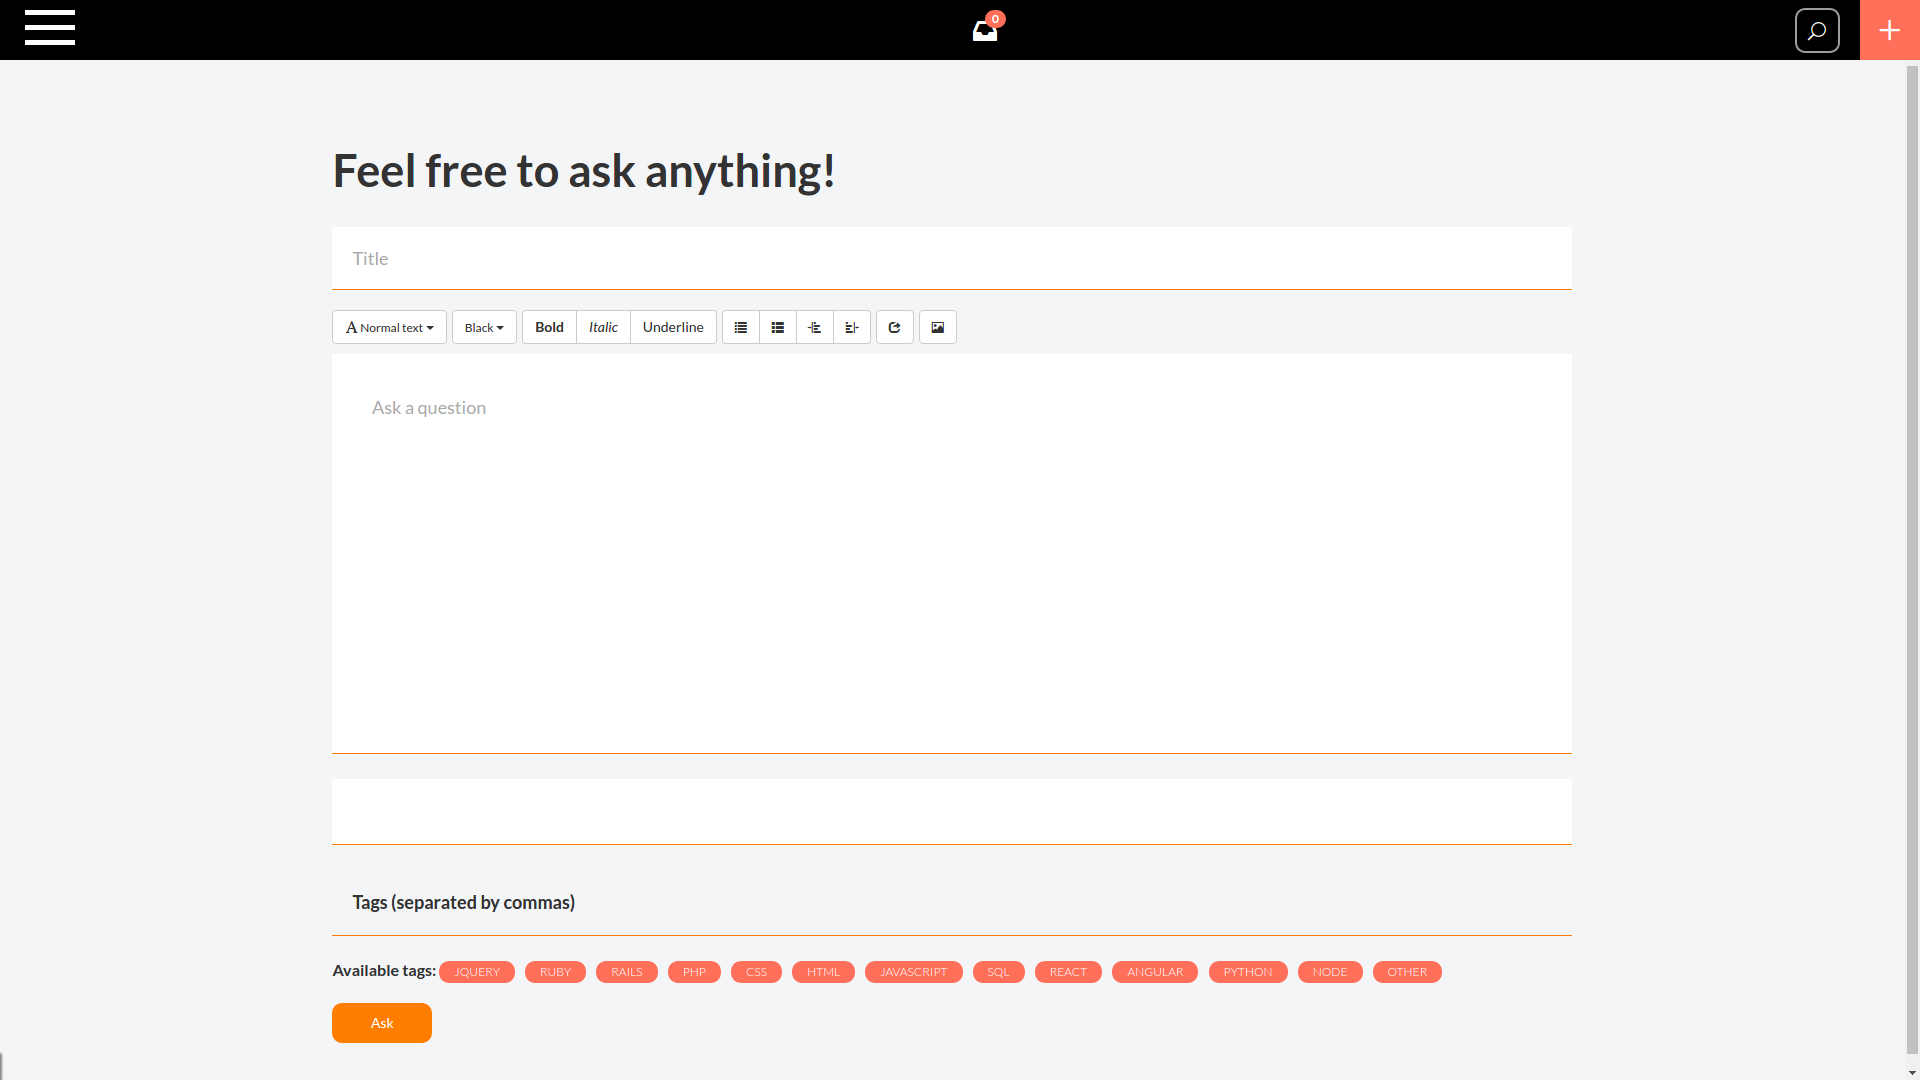 0
Feel free to ask anything!
Title
A Normal text Black Bold Italic Underline
Ask a question
Tags (separated by commas)
Available tags: JQUERY RUBY RAILS PHP CSS HTML JAVASCRIPT SQL REACT ANGULAR PYTHON NODE OTHER
Ask